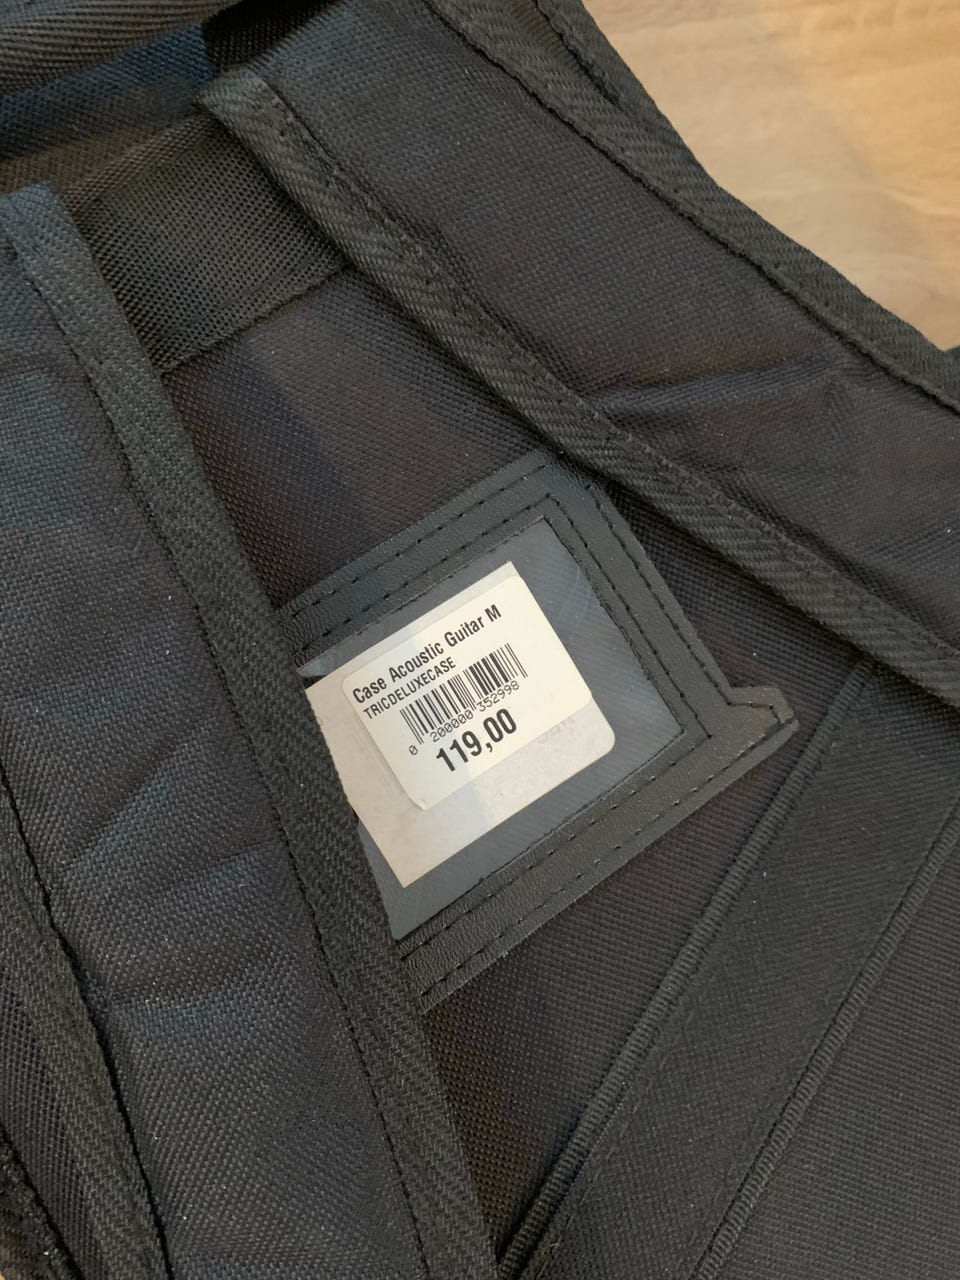 Case Acoustic Guitar M
TRICDELUXECASE
0 200000 352998
119,00